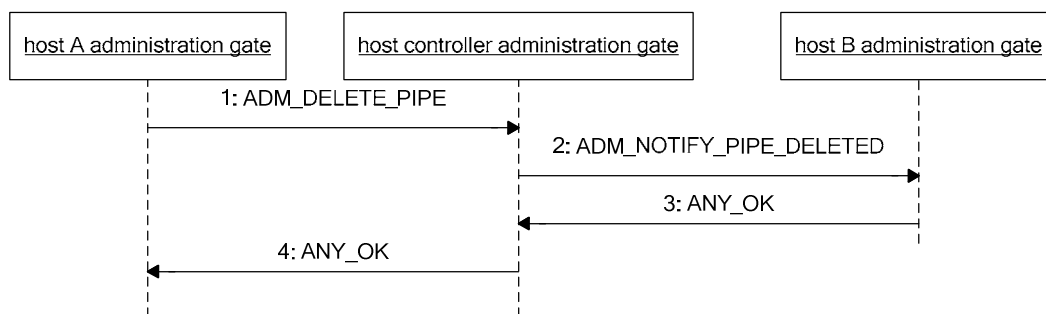 host A administration gate
host controller administration gate
host B administration gate
1: ADM_DELETE_PIPE
2: ADM_NOTIFY_PIPE_DELETED
3: ANY_OK
4: ANY_OK